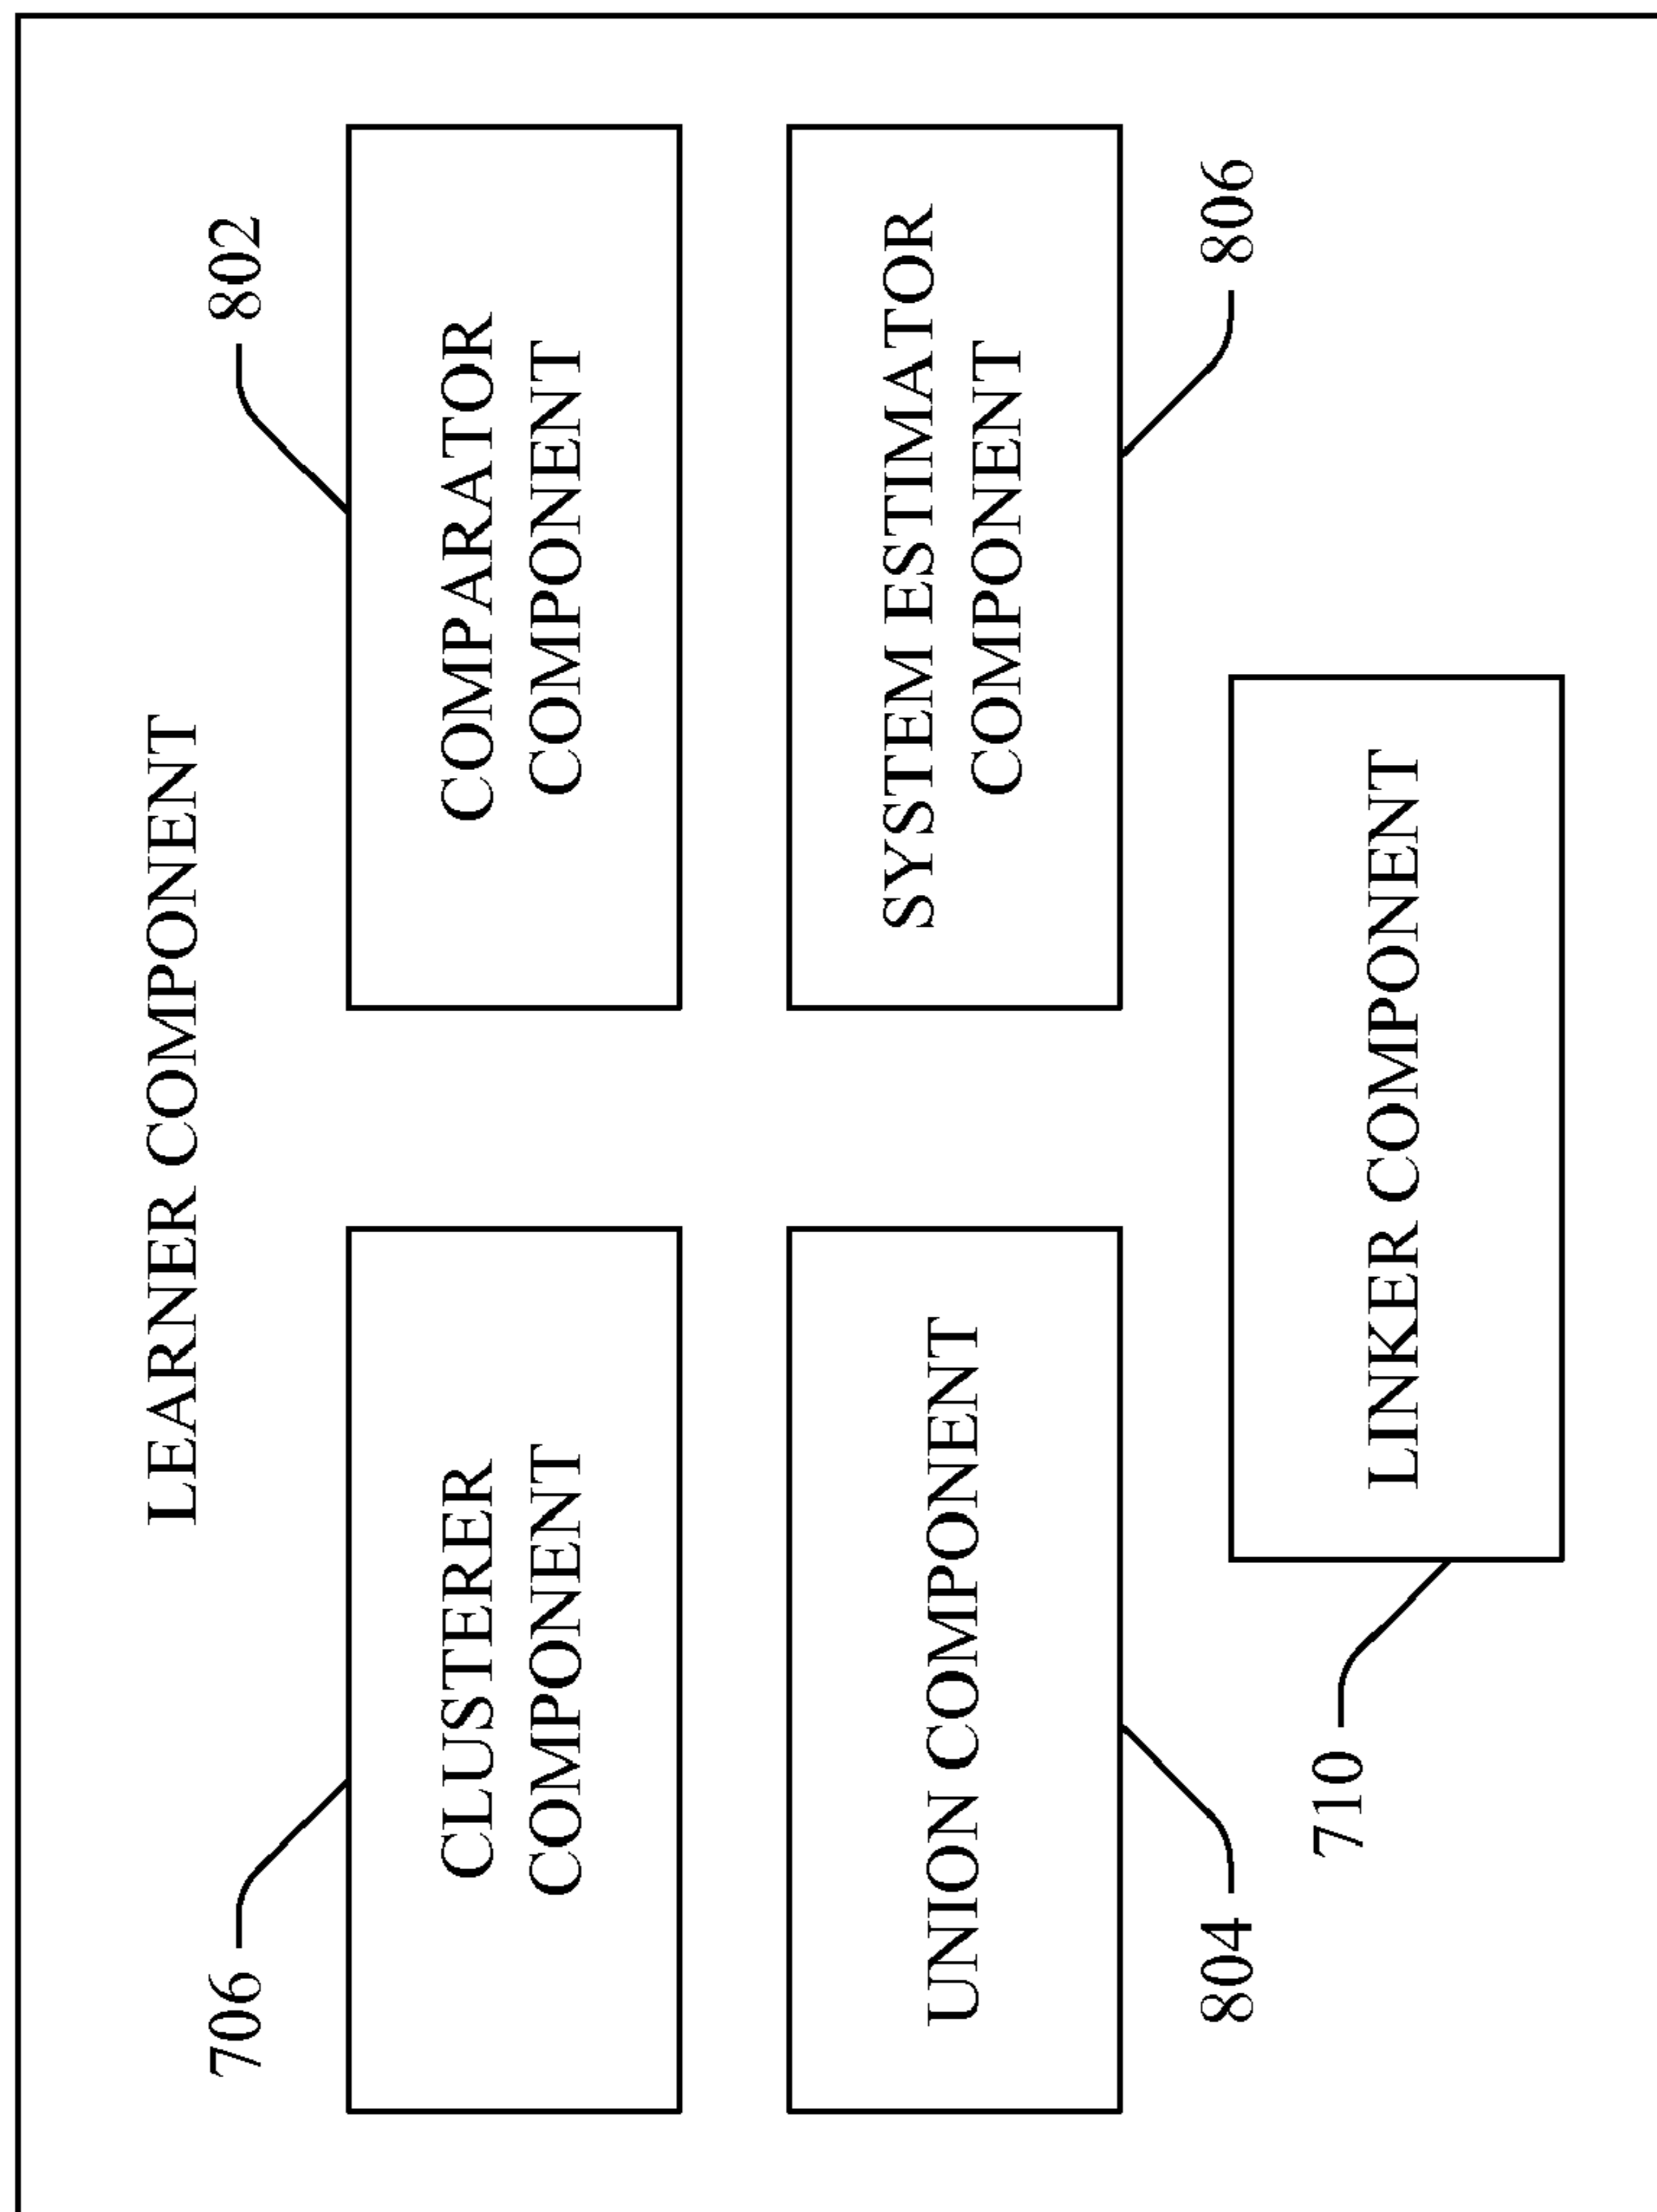 LEARNER COMPONENT
706
802
CLUSTERER
COMPONENT
COMPARATOR
COMPONENT
UNION COMPONENT
SYSTEM ESTIMATOR
COMPONENT
804
806
710
LINKER COMPONENT